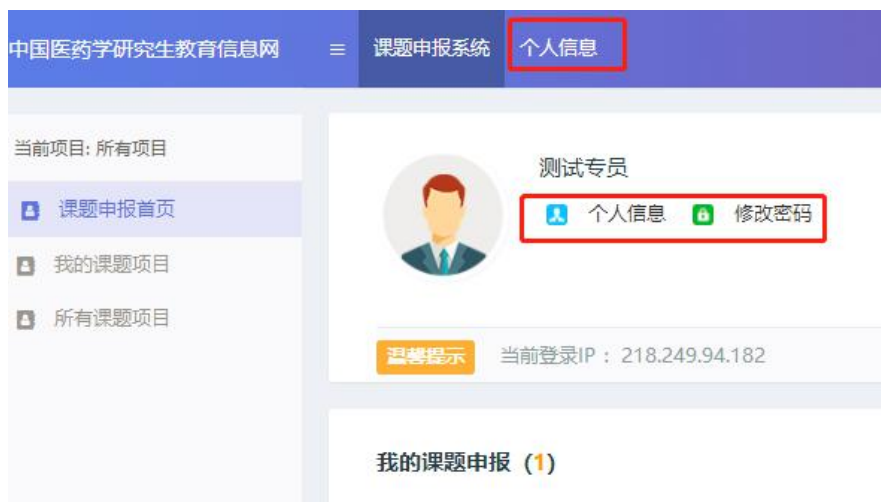 中国医药学研究生教育信息网 课题申报系统 个人信息
当前项目: 所有项目
课题申报首页
我的课题项目
所有课题项目
测试专员
个人信息 修改密码
温馨提示 当前登录IP : 218.249.94.182
我的课题申报 (1)